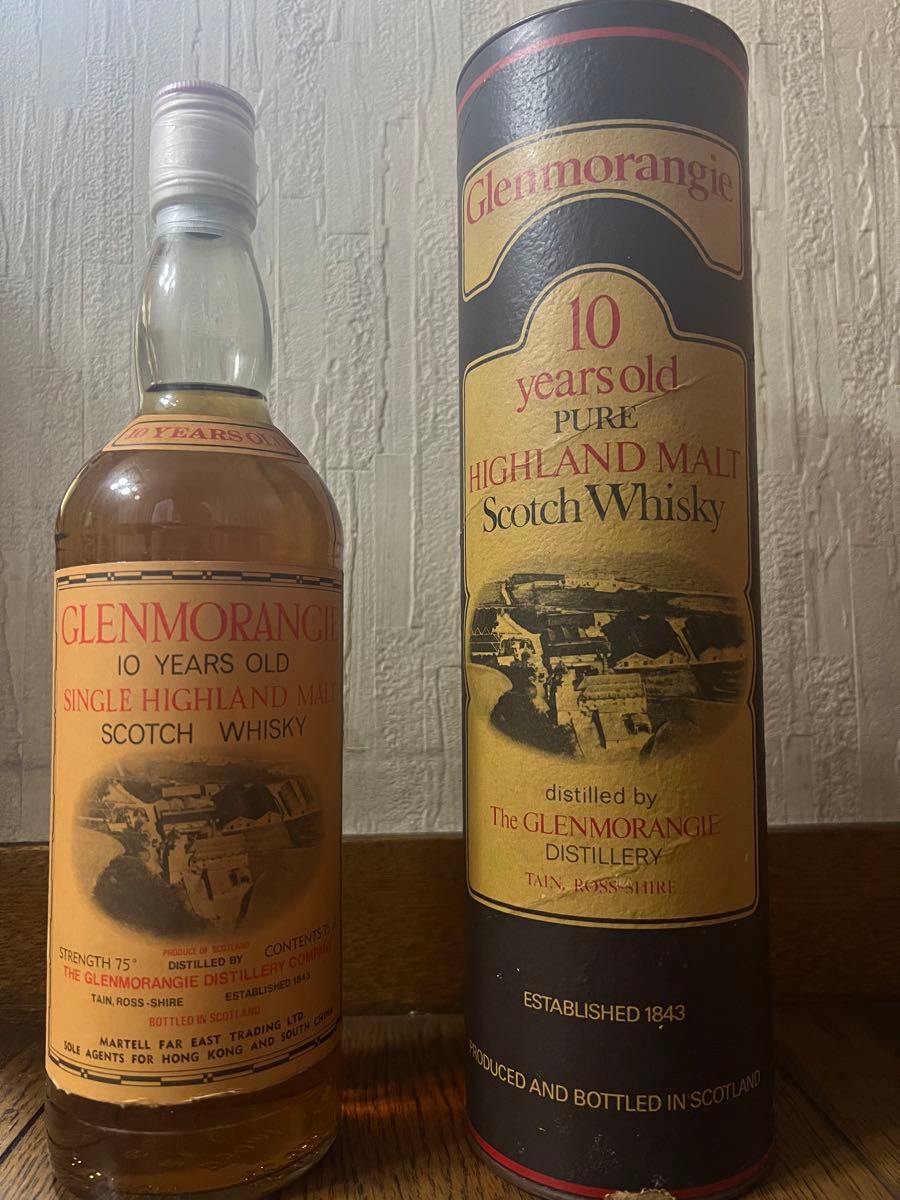 10 YEARS OLD
GLENMORANGIE
10 YEARS OLD
SINGLE HIGHLAND MALT
SCOTCH WHISKY
STRENGTH 75°
PRODUCE OF SCOTLAND
CONTENTS 75
DISTILLED BY
THE GLENMORANGIE DISTILLERY COMPANY
TAIN, ROSS-SHIRE
ESTABLISHED 1843
BOTTLED IN SCOTLAND
MARTELL FAR EAST TRADING LTD.
SOLE AGENTS FOR HONG KONG AND SOUTH CHINA
Glenmorangie
10
years old
PURE
HIGHLAND MALT
Scotch Whisky
distilled by
The GLENMORANGIE
DISTILLERY
TAIN, ROSS-SHIRE
ESTABLISHED 1843
PRODUCED AND BOTTLED IN SCOTLAND